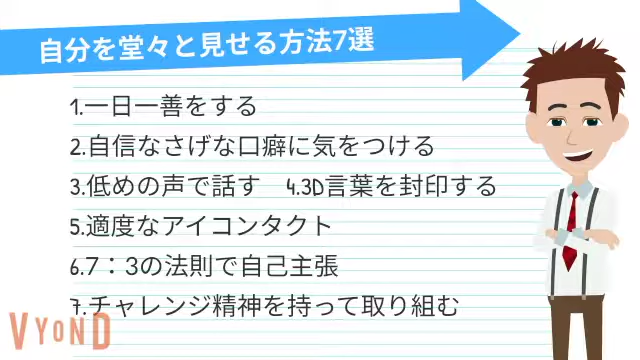 自分を堂々と見せる方法7選
1.一日一善をする
2.自信なさげな口癖に気をつける
3.低めの声で話す　4.3D言葉を封印する
5.適度なアイコンタクト
6.7：3の法則で自己主張
7.チャレンジ精神を持って取り組む
VYOND